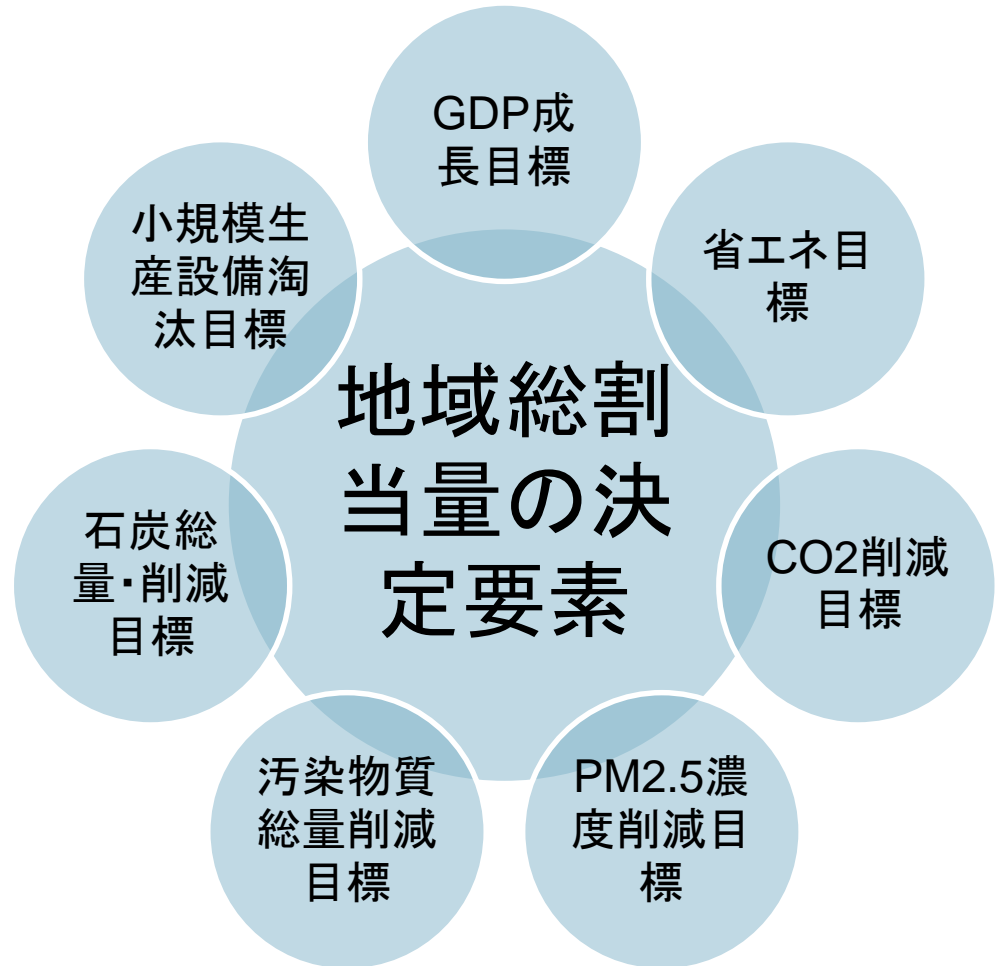 GDP成
長目標
省エネ目
標
CO2削減
目標
PM2.5濃
度削減目
標
汚染物質
総量削減
目標
石炭総
量・削減
目標
小規模生
産設備淘
汰目標
地域総割
当量の決
定要素